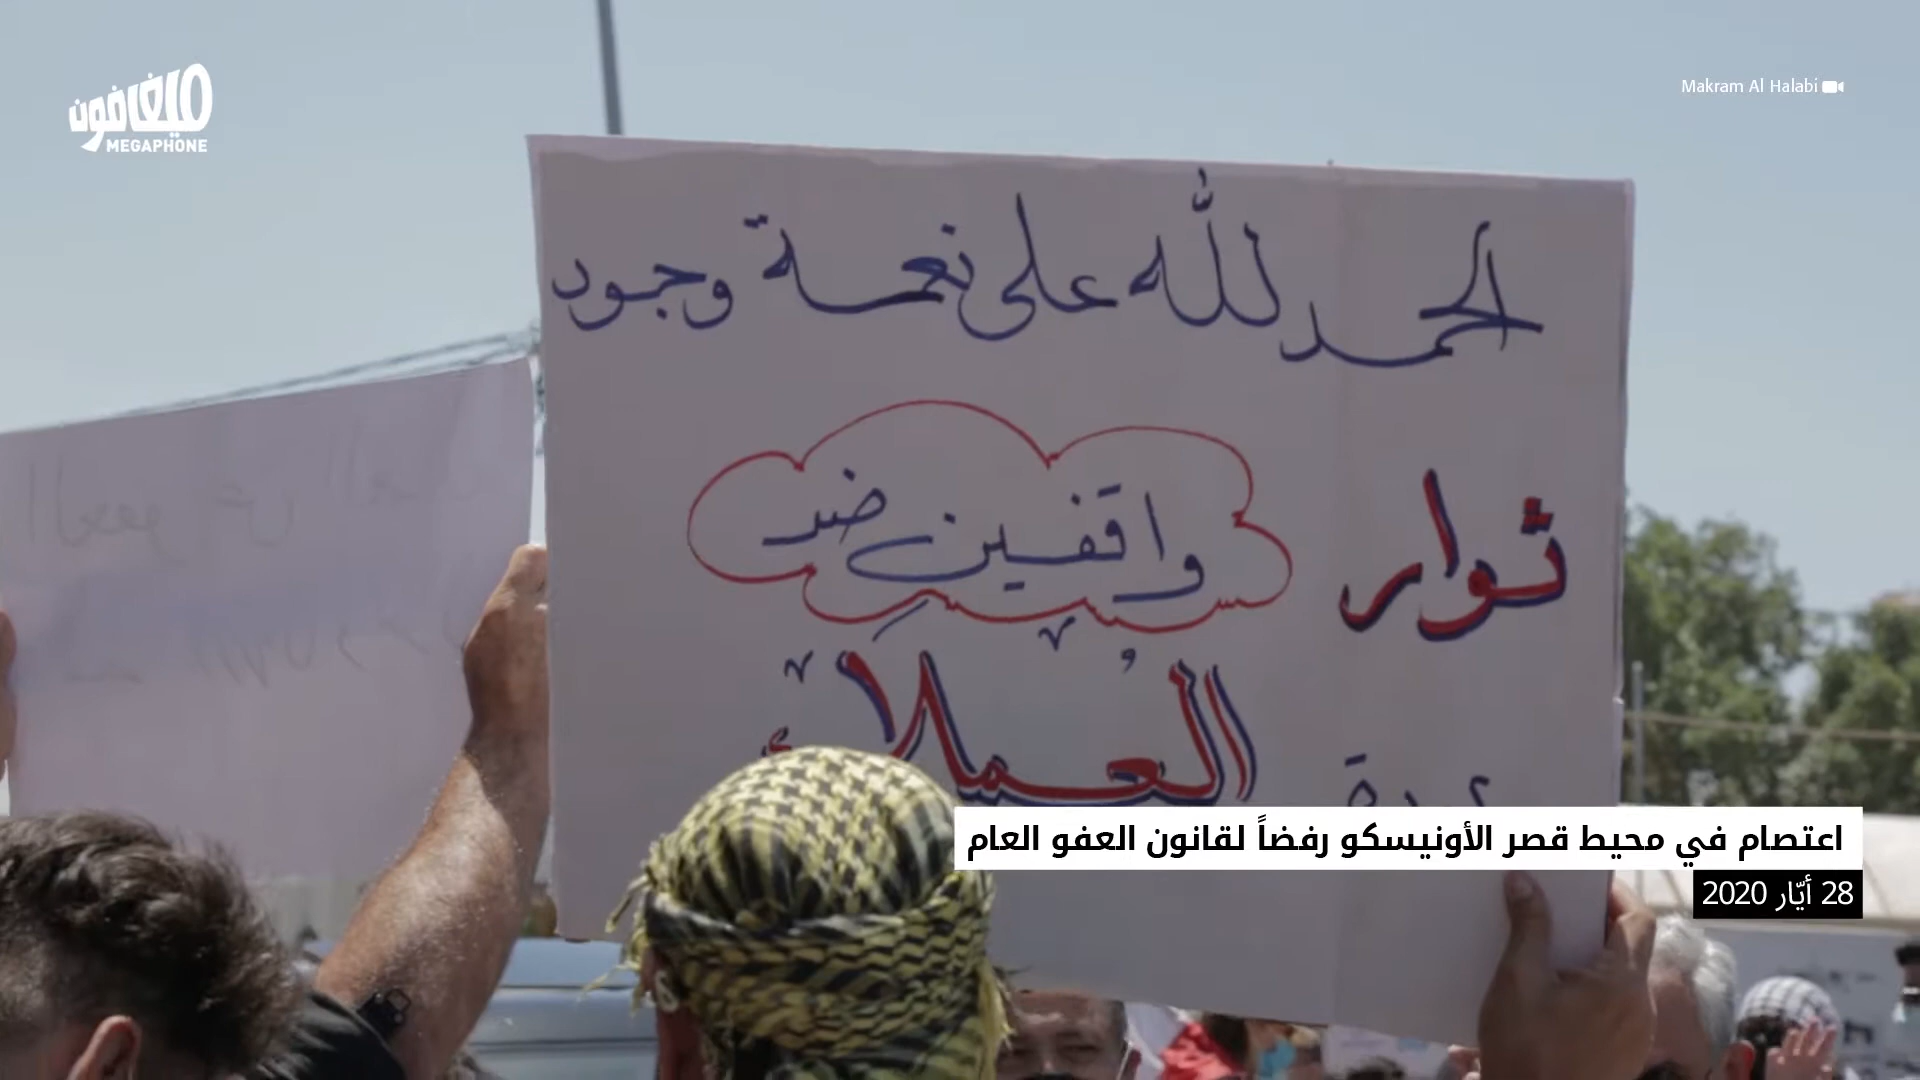 ميغافون
MEGAPHONE
Makram Al Halabi
الحمد لله على نعمة وجود
ثوار واقفين ضد
العملاء
اعتصام في محيط قصر الأونيسكو رفضاً لقانون العفو العام
28 أيّار 2020